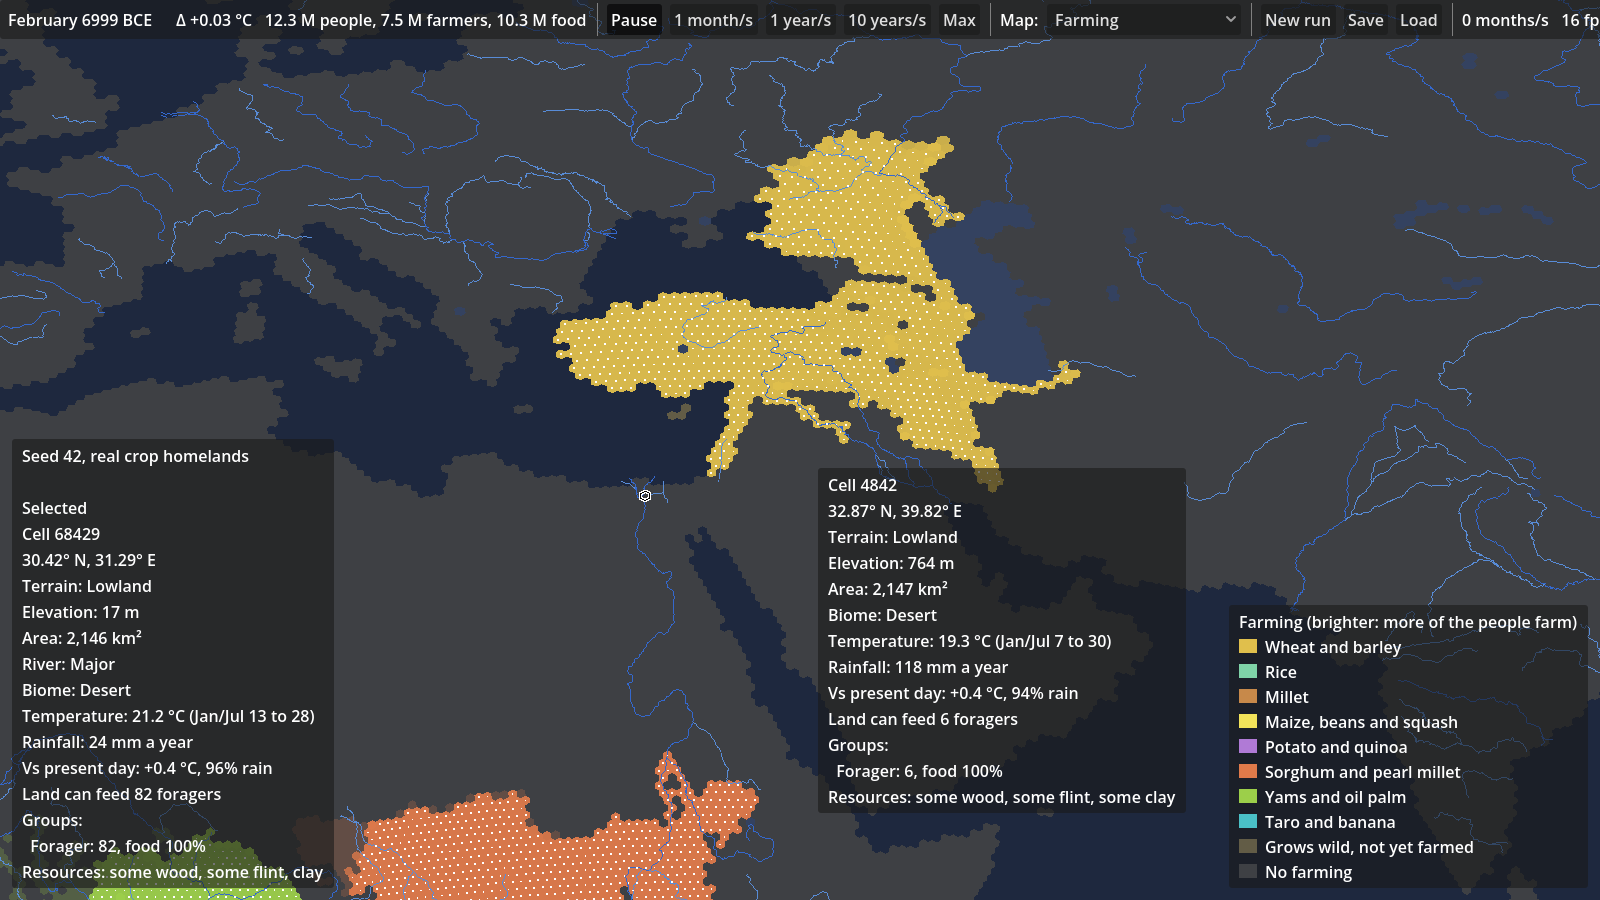 February 6999 BCE Δ +0.03 °C 12.3 M people, 7.5 M farmers, 10.3 M food Pause 1 month/s 1 year/s 10 years/s Max Map: Farming New run Save Load 0 months/s 16 fp
Seed 42, real crop homelands
Selected
Cell 68429
30.42° N, 31.29° E
Terrain: Lowland
Elevation: 17 m
Area: 2,146 km²
River: Major
Biome: Desert
Temperature: 21.2 °C (Jan/Jul 13 to 28)
Rainfall: 24 mm a year
Vs present day: +0.4 °C, 96% rain
Land can feed 82 foragers
Groups:
Forager: 82, food 100%
Resources: some wood, some flint, clay
Cell 4842
32.87° N, 39.82° E
Terrain: Lowland
Elevation: 764 m
Area: 2,147 km²
Biome: Desert
Temperature: 19.3 °C (Jan/Jul 7 to 30)
Rainfall: 118 mm a year
Vs present day: +0.4 °C, 94% rain
Land can feed 6 foragers
Groups:
Forager: 6, food 100%
Resources: some wood, some flint, some clay
Farming (brighter: more of the people farm)
Wheat and barley
Rice
Millet
Maize, beans and squash
Potato and quinoa
Sorghum and pearl millet
Yams and oil palm
Taro and banana
Grows wild, not yet farmed
No farming